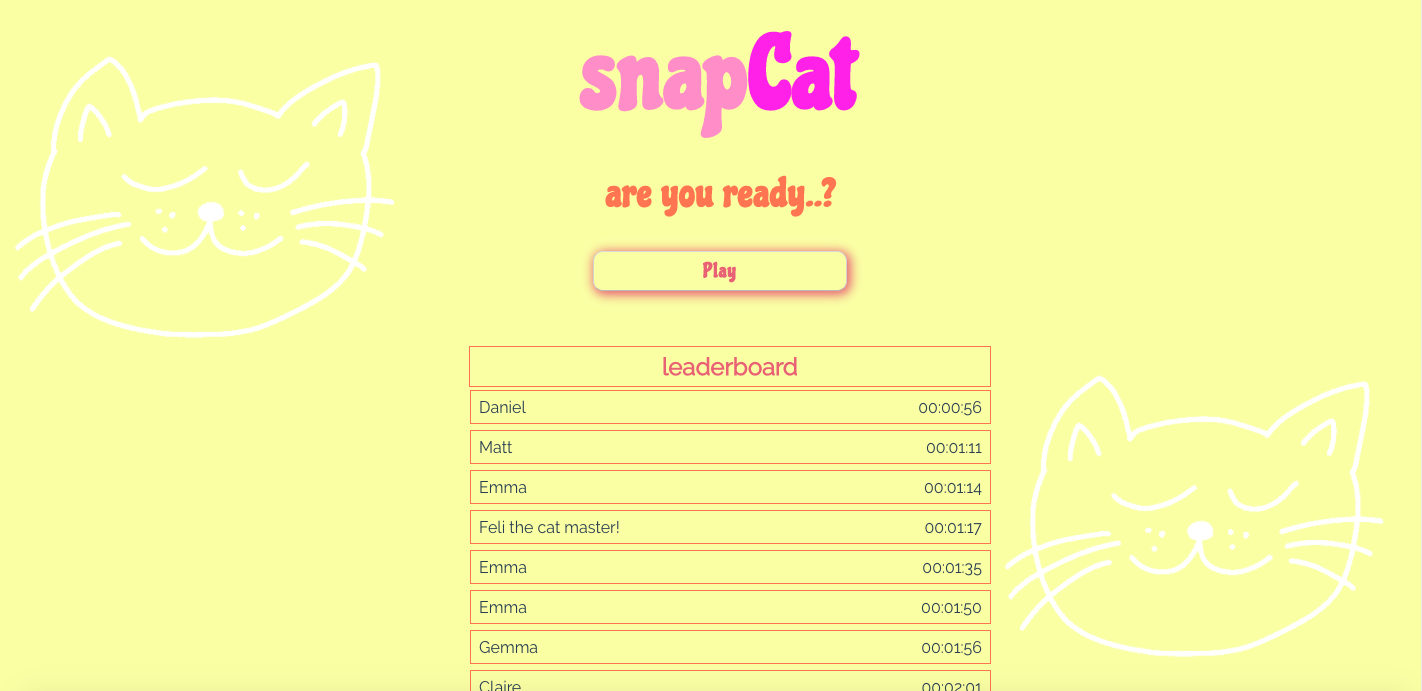 snapCat
are you ready..?
Play
leaderboard
Daniel 00:00:56
Matt 00:01:11
Emma 00:01:14
Feli the cat master! 00:01:17
Emma 00:01:35
Emma 00:01:50
Gemma 00:01:56
Claire 00:02:01